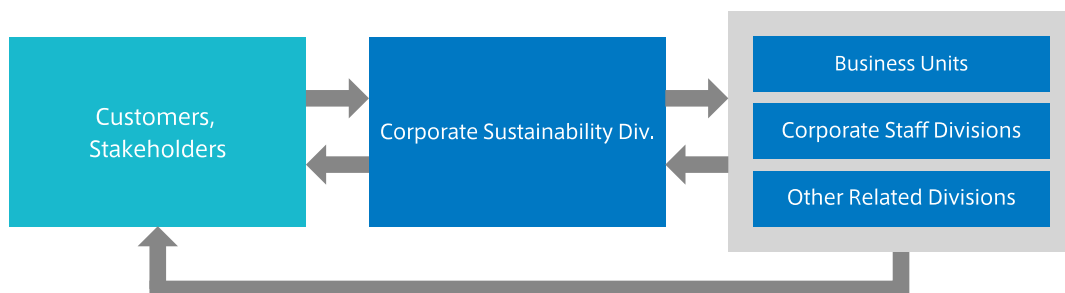 Customers,
Stakeholders
Corporate Sustainability Div.
Business Units
Corporate Staff Divisions
Other Related Divisions